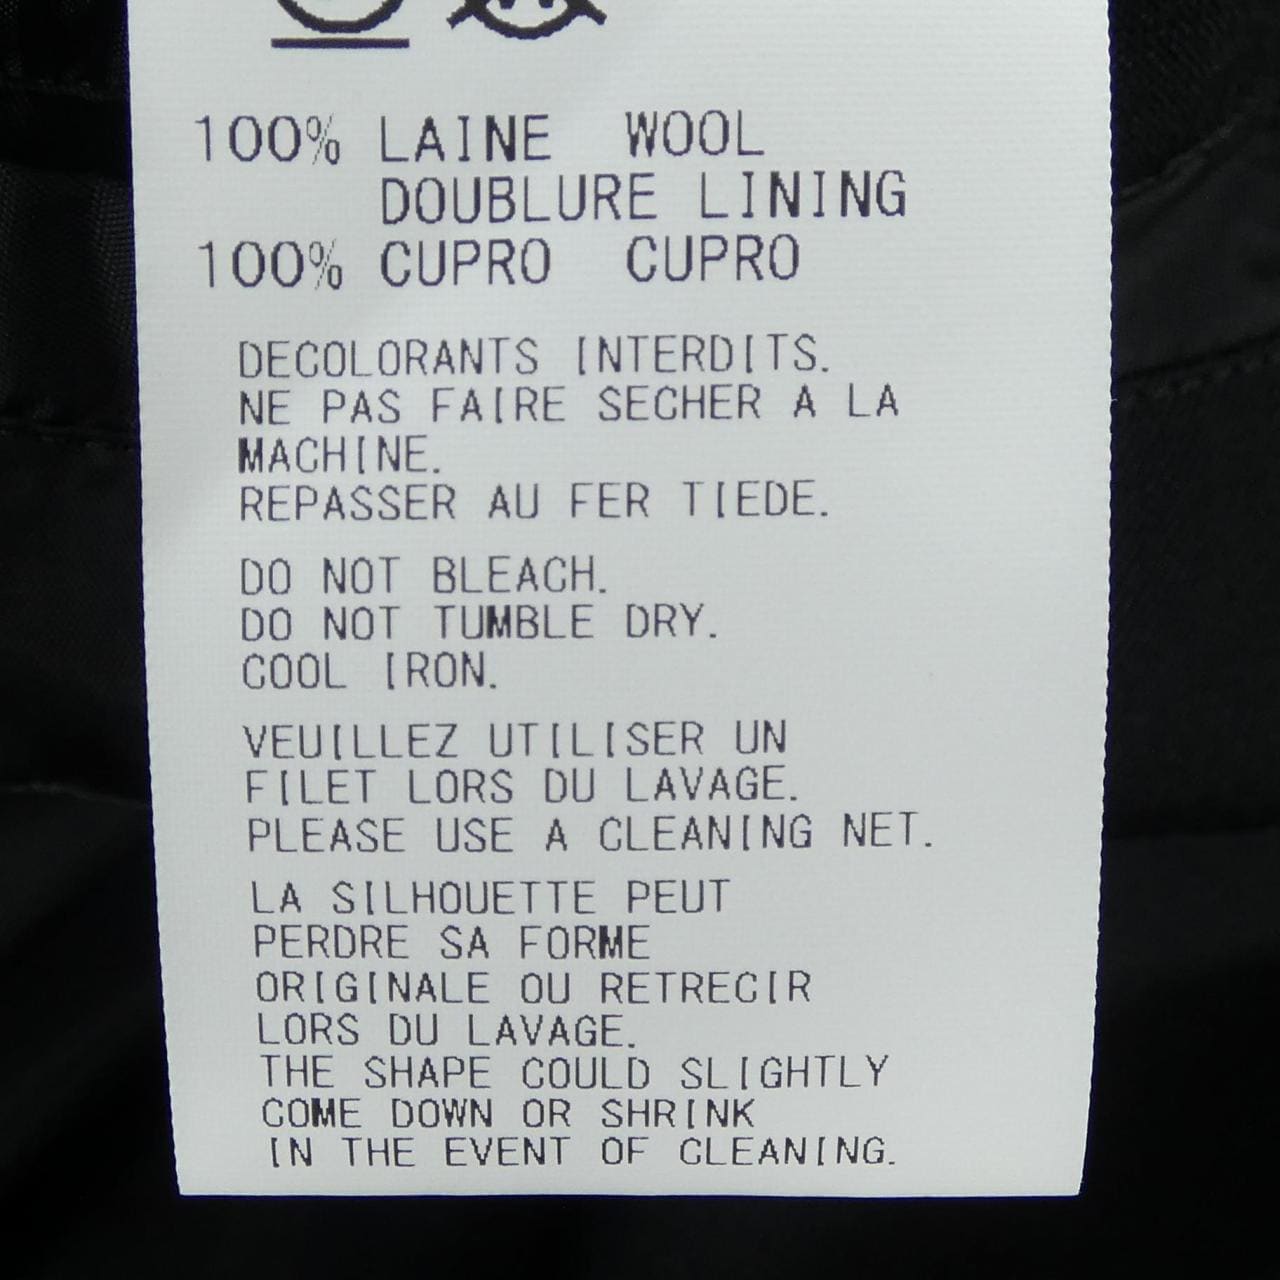 100% LAINE WOOL
DOUBLURE LINING
100% CUPRO CUPRO
DECOLORANTS INTERDITS.
NE PAS FAIRE SECHER A LA
MACHINE.
REPASSER AU FER TIEDE.
DO NOT BLEACH.
DO NOT TUMBLE DRY.
COOL IRON.
VEUILLEZ UTILISER UN
FILET LORS DU LAVAGE.
PLEASE USE A CLEANING NET.
LA SILHOUETTE PEUT
PERDRE SA FORME
ORIGINALE OU RETRECIR
LORS DU LAVAGE.
THE SHAPE COULD SLIGHTLY
COME DOWN OR SHRINK
IN THE EVENT OF CLEANING.